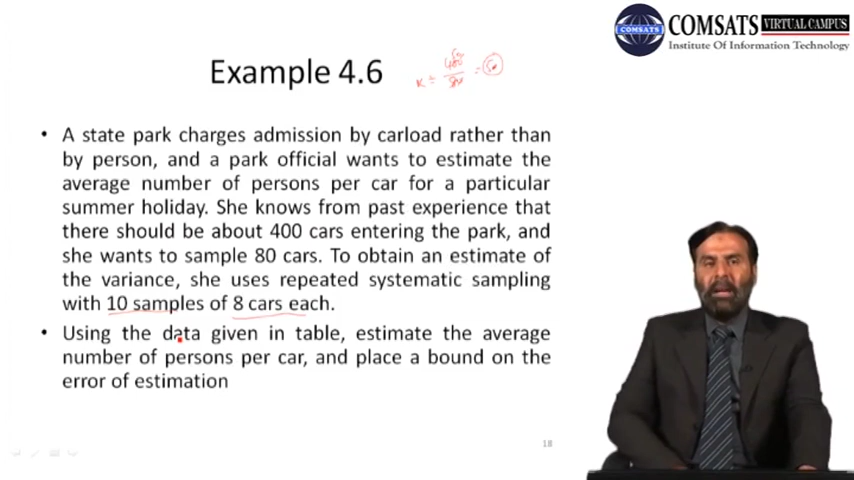 COMSATS
COMSATS VIRTUAL CAMPUS
Institute Of Information Technology
Example 4.6
• A state park charges admission by carload rather than
by person, and a park official wants to estimate the
average number of persons per car for a particular
summer holiday. She knows from past experience that
there should be about 400 cars entering the park, and
she wants to sample 80 cars. To obtain an estimate of
the variance, she uses repeated systematic sampling
with 10 samples of 8 cars each.
• Using the data given in table, estimate the average
number of persons per car, and place a bound on the
error of estimation
18